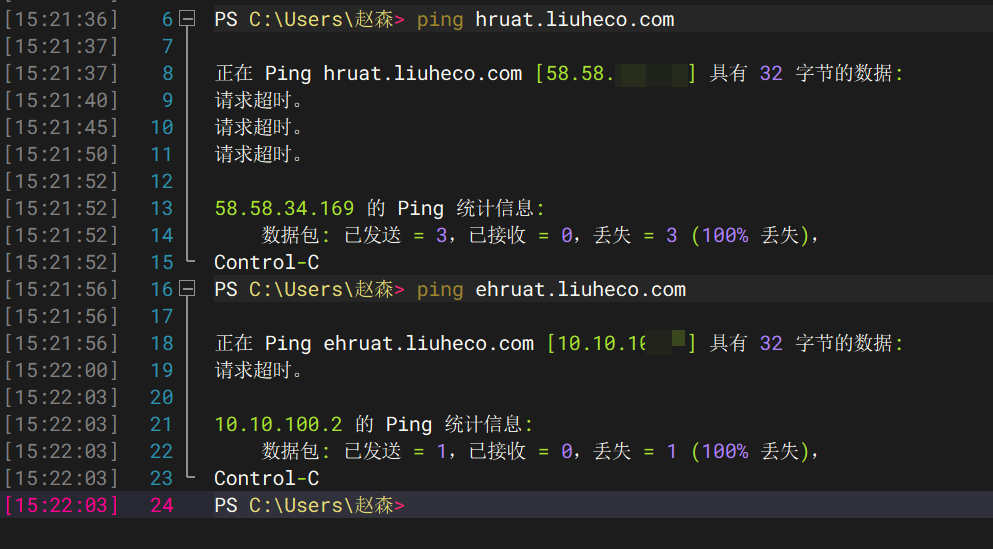 [15:21:36] 6 PS C:\Users\赵森> ping hruat.liuheco.com
[15:21:37] 7
[15:21:37] 8 正在 Ping hruat.liuheco.com [58.58. ] 具有 32 字节的数据:
[15:21:40] 9 请求超时。
[15:21:45] 10 请求超时。
[15:21:50] 11 请求超时。
[15:21:52] 12
[15:21:52] 13 58.58.34.169 的 Ping 统计信息:
[15:21:52] 14 数据包: 已发送 = 3，已接收 = 0，丢失 = 3 (100% 丢失)，
[15:21:52] 15 Control-C
[15:21:56] 16 PS C:\Users\赵森> ping ehruat.liuheco.com
[15:21:56] 17
[15:21:56] 18 正在 Ping ehruat.liuheco.com [10.10.10 ] 具有 32 字节的数据:
[15:22:00] 19 请求超时。
[15:22:03] 20
[15:22:03] 21 10.10.100.2 的 Ping 统计信息:
[15:22:03] 22 数据包: 已发送 = 1，已接收 = 0，丢失 = 1 (100% 丢失)，
[15:22:03] 23 Control-C
[15:22:03] 24 PS C:\Users\赵森>